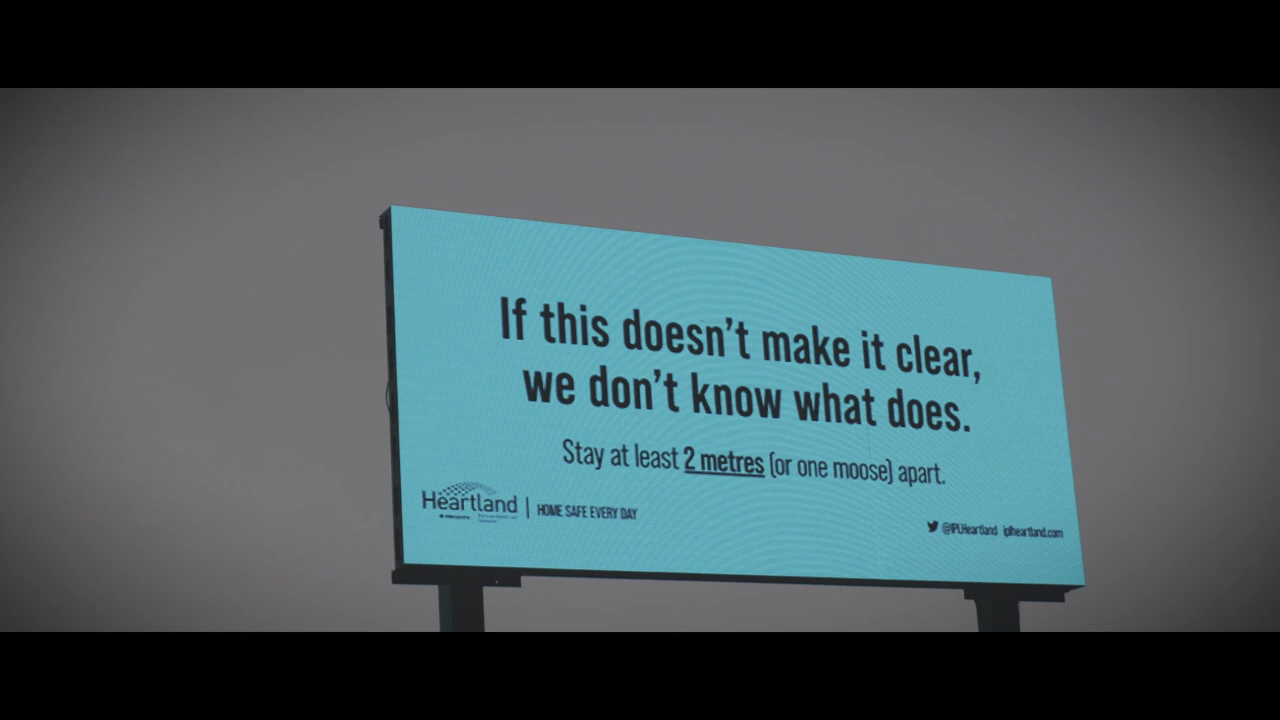 If this doesn't make it clear,
we don't know what does.
Stay at least 2 metres (or one moose) apart.
Heartland | HOME SAFE EVERY DAY
@IPLHeartland iplheartland.com